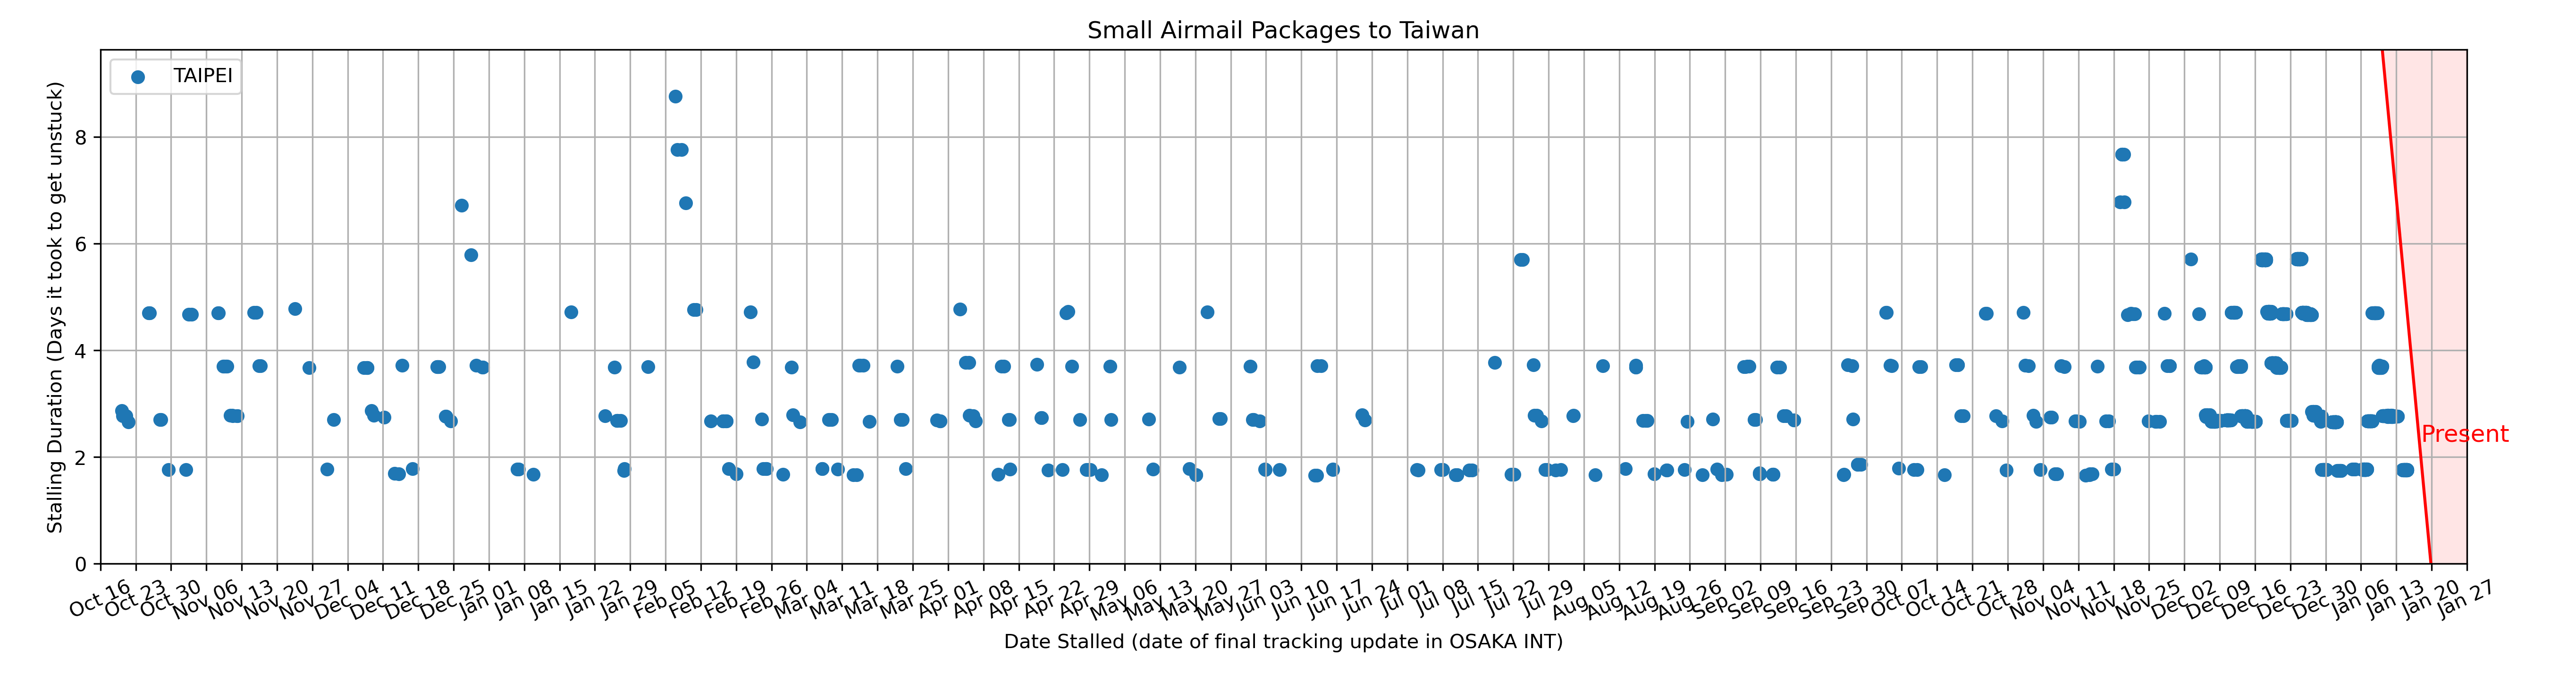 Small Airmail Packages to Taiwan
TAIPEI
Stalling Duration (Days it took to get unstuck)
8
6
4
2
0
Present
Oct 16
Oct 23
Oct 30
Nov 06
Nov 13
Nov 20
Nov 27
Dec 04
Dec 11
Dec 18
Dec 25
Jan 01
Jan 08
Jan 15
Jan 22
Jan 29
Feb 05
Feb 12
Feb 19
Feb 26
Mar 04
Mar 11
Mar 18
Mar 25
Apr 01
Apr 08
Apr 15
Apr 22
Apr 29
May 06
May 13
May 20
May 27
Jun 03
Jun 10
Jun 17
Jun 24
Jul 01
Jul 08
Jul 15
Jul 22
Jul 29
Aug 05
Aug 12
Aug 19
Aug 26
Sep 02
Sep 09
Sep 16
Sep 23
Sep 30
Oct 07
Oct 14
Oct 21
Oct 28
Nov 04
Nov 11
Nov 18
Nov 25
Dec 02
Dec 09
Dec 16
Dec 23
Dec 30
Jan 06
Jan 13
Jan 20
Jan 27
Date Stalled (date of final tracking update in OSAKA INT)